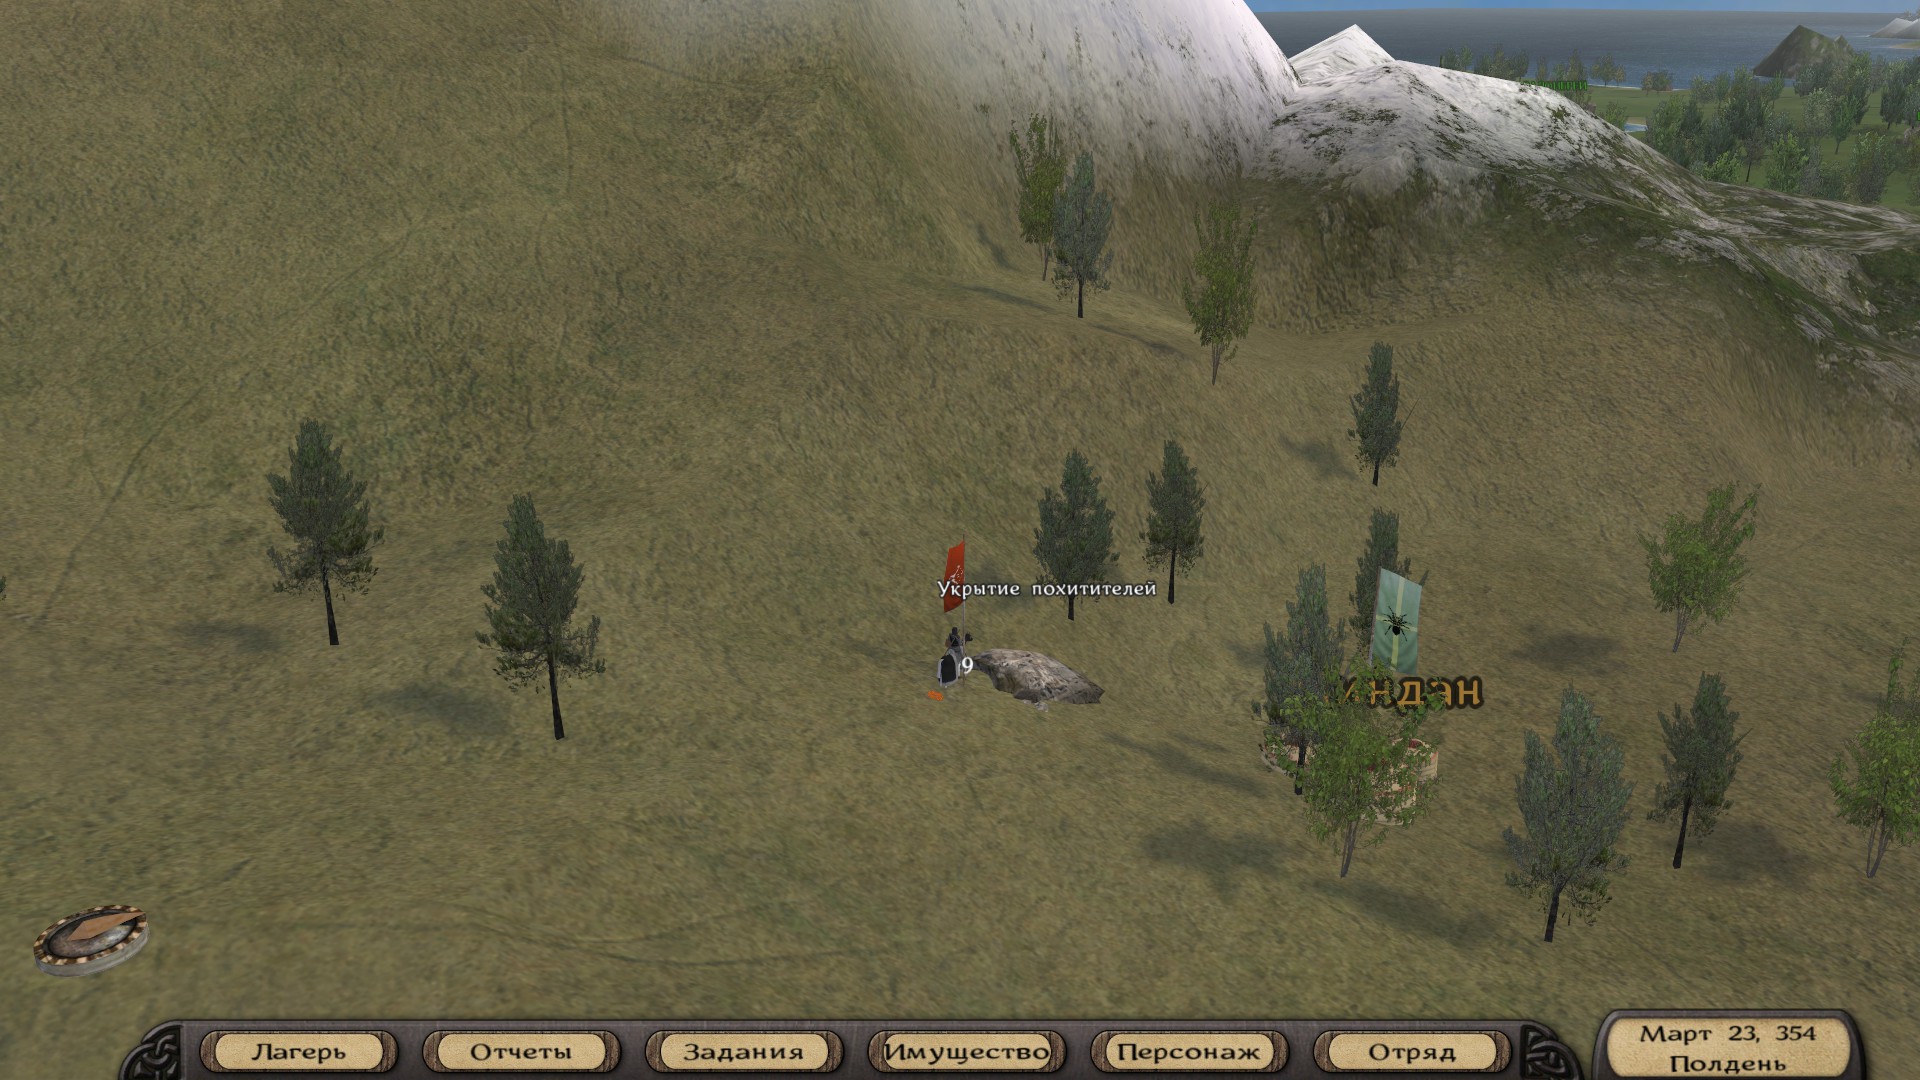 Укрытие похитителей
9
Лагерь
Отчеты
Задания
Имущество
Персонаж
Отряд
Март 23, 354
Полдень